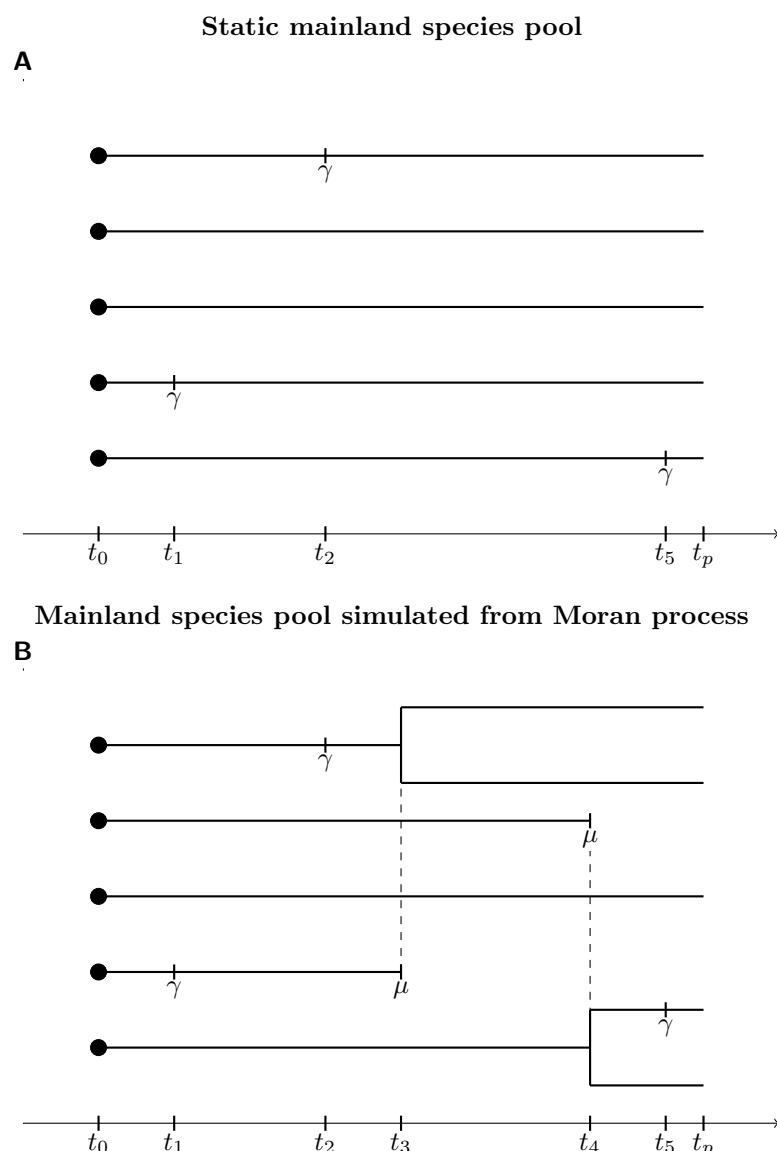 Static mainland species pool
A
γ
γ
γ
t₀ t₁ t₂ t₅ tₚ
Mainland species pool simulated from Moran process
B
γ
μ
γ μ
γ
t₀ t₁ t₂ t₃ t₄ t₅ tₚ